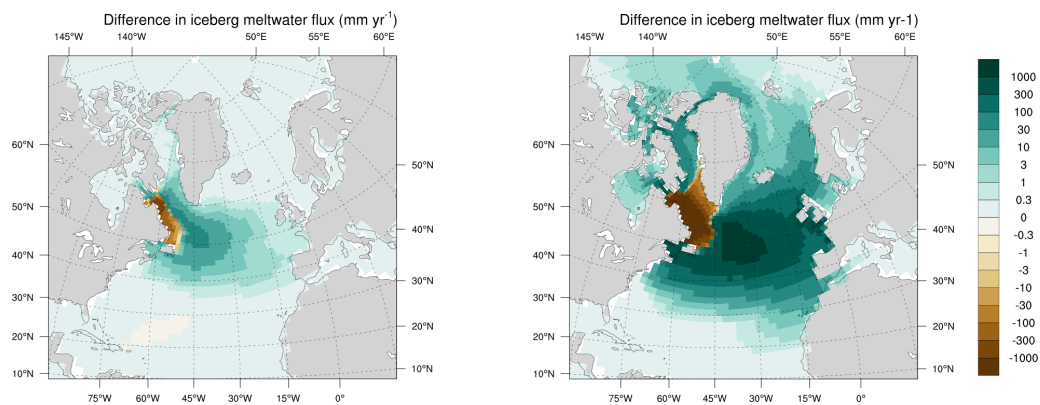 Difference in iceberg meltwater flux (mm yr⁻¹)
145°W 140°W 50°E 55°E 60°E
60°N
50°N
40°N
30°N
20°N
10°N
50°N
40°N
30°N
20°N
10°N
75°W 60°W 45°W 30°W 15°W 0°
Difference in iceberg meltwater flux (mm yr-1)
145°W 140°W 50°E 55°E 60°E
60°N
50°N
40°N
30°N
20°N
10°N
50°N
40°N
30°N
20°N
10°N
75°W 60°W 45°W 30°W 15°W 0°
1000
300
100
30
10
3
1
0.3
0
-0.3
-1
-3
-10
-30
-100
-300
-1000